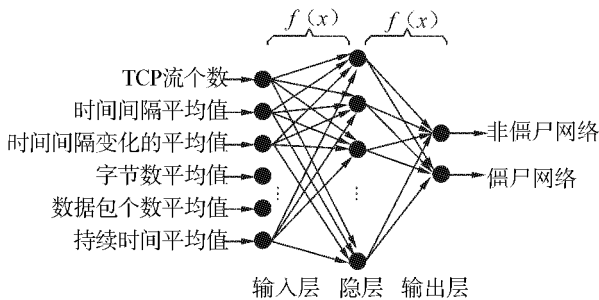 f(x) f(x)
TCP流个数
时间间隔平均值
时间间隔变化的平均值
字节数平均值
数据包个数平均值
持续时间平均值
非僵尸网络
僵尸网络
输入层 隐层 输出层